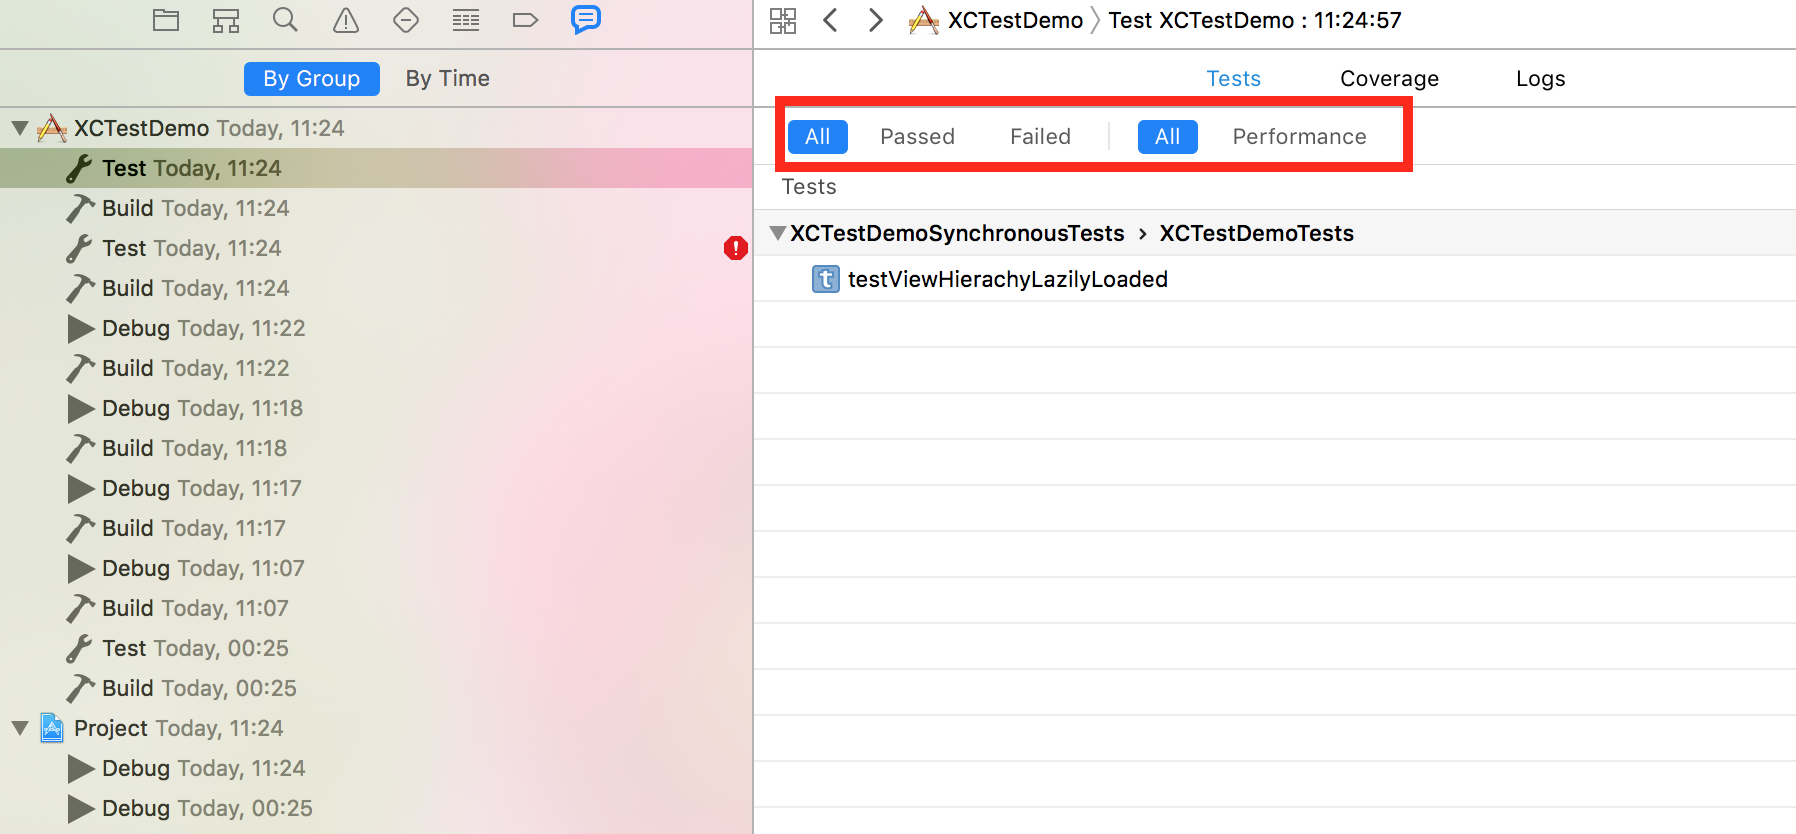 By Group By Time
XCTestDemo Today, 11:24
Test Today, 11:24
Build Today, 11:24
Test Today, 11:24
Build Today, 11:24
Debug Today, 11:22
Build Today, 11:22
Debug Today, 11:18
Build Today, 11:18
Debug Today, 11:17
Build Today, 11:17
Debug Today, 11:07
Build Today, 11:07
Test Today, 00:25
Build Today, 00:25
Project Today, 11:24
Debug Today, 11:24
Debug Today, 00:25
XCTestDemo Test XCTestDemo : 11:24:57
Tests Coverage Logs
All Passed Failed All Performance
Tests
XCTestDemoSynchronousTests › XCTestDemoTests
t testViewHierachyLazilyLoaded